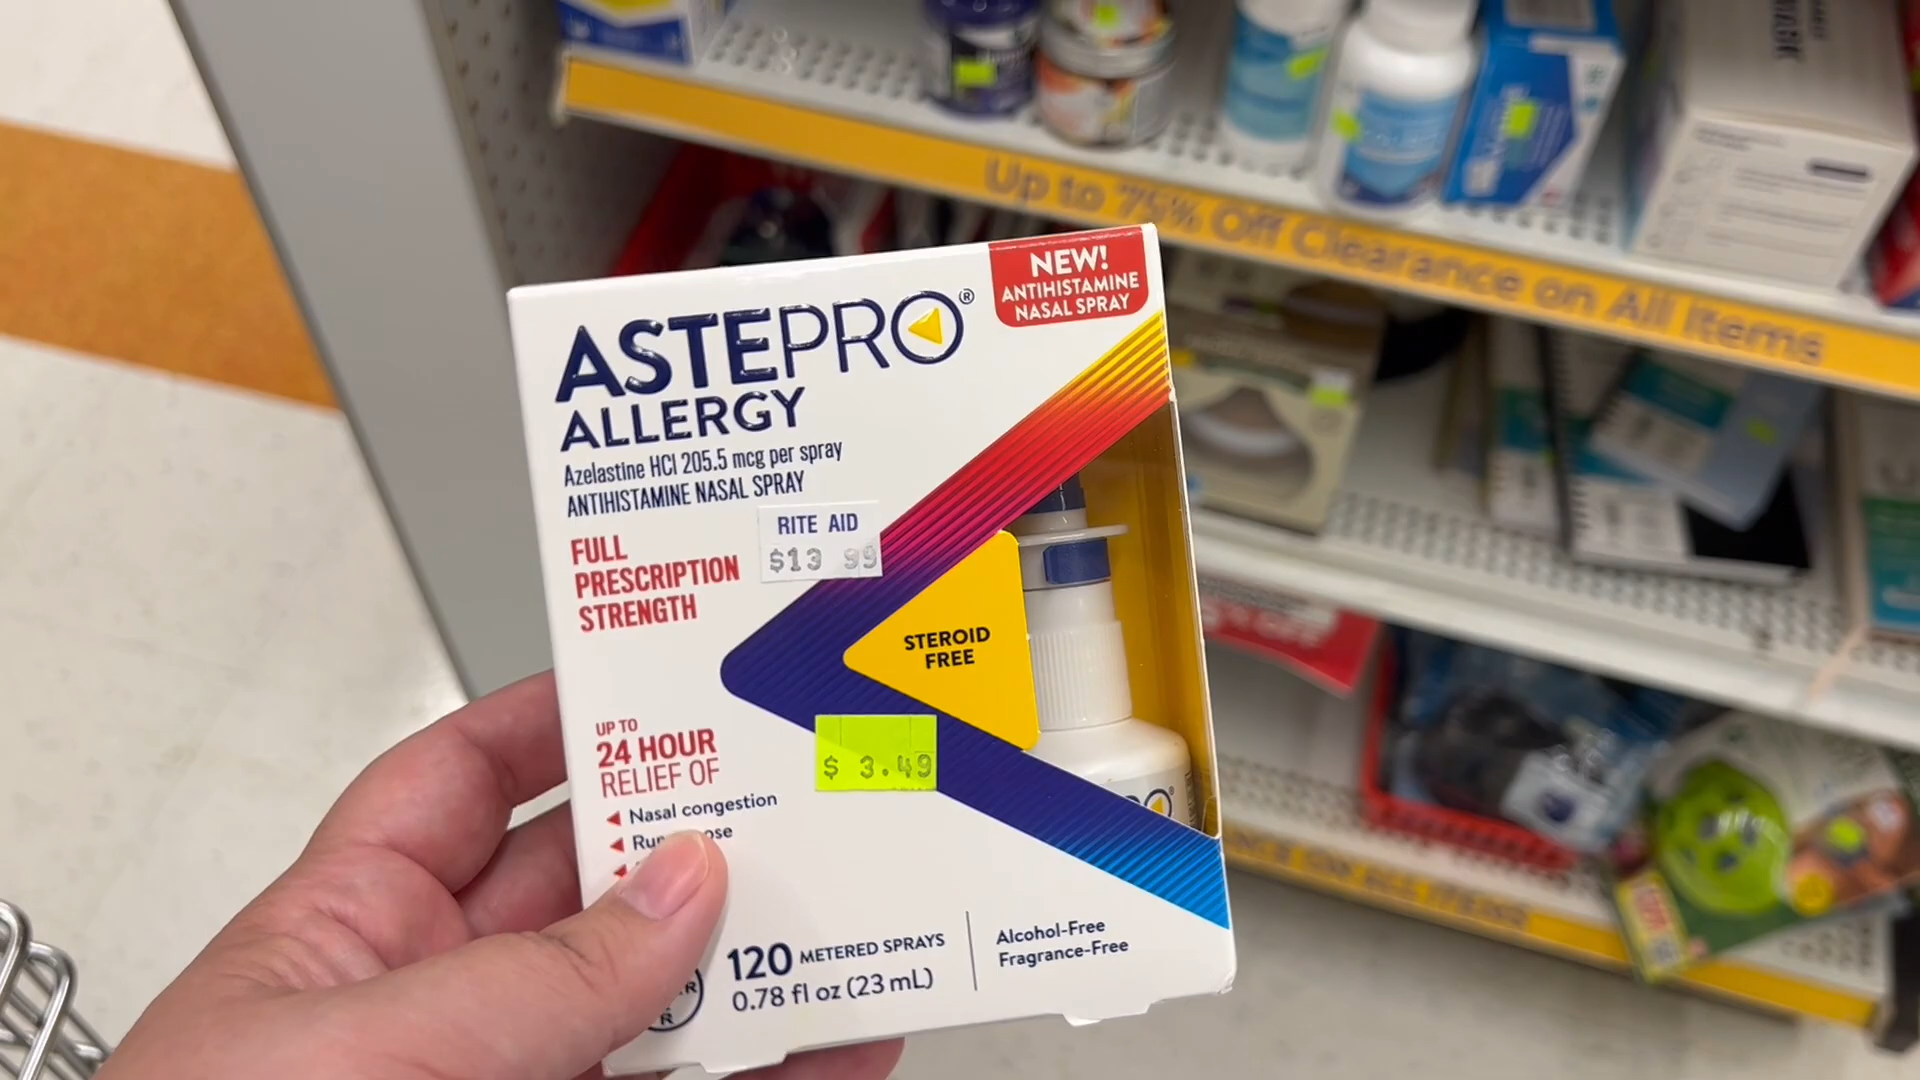 Up to 75% Off Clearance on All Items
NEW!
ANTIHISTAMINE
NASAL SPRAY
ASTEPRO®
ALLERGY
Azelastine HCl 205.5 mcg per spray
ANTIHISTAMINE NASAL SPRAY
RITE AID
$13 99
FULL
PRESCRIPTION
STRENGTH
STEROID
FREE
$ 3.49
UP TO
24 HOUR
RELIEF OF
Nasal congestion
120 METERED SPRAYS
0.78 fl oz (23 mL)
Alcohol-Free
Fragrance-Free